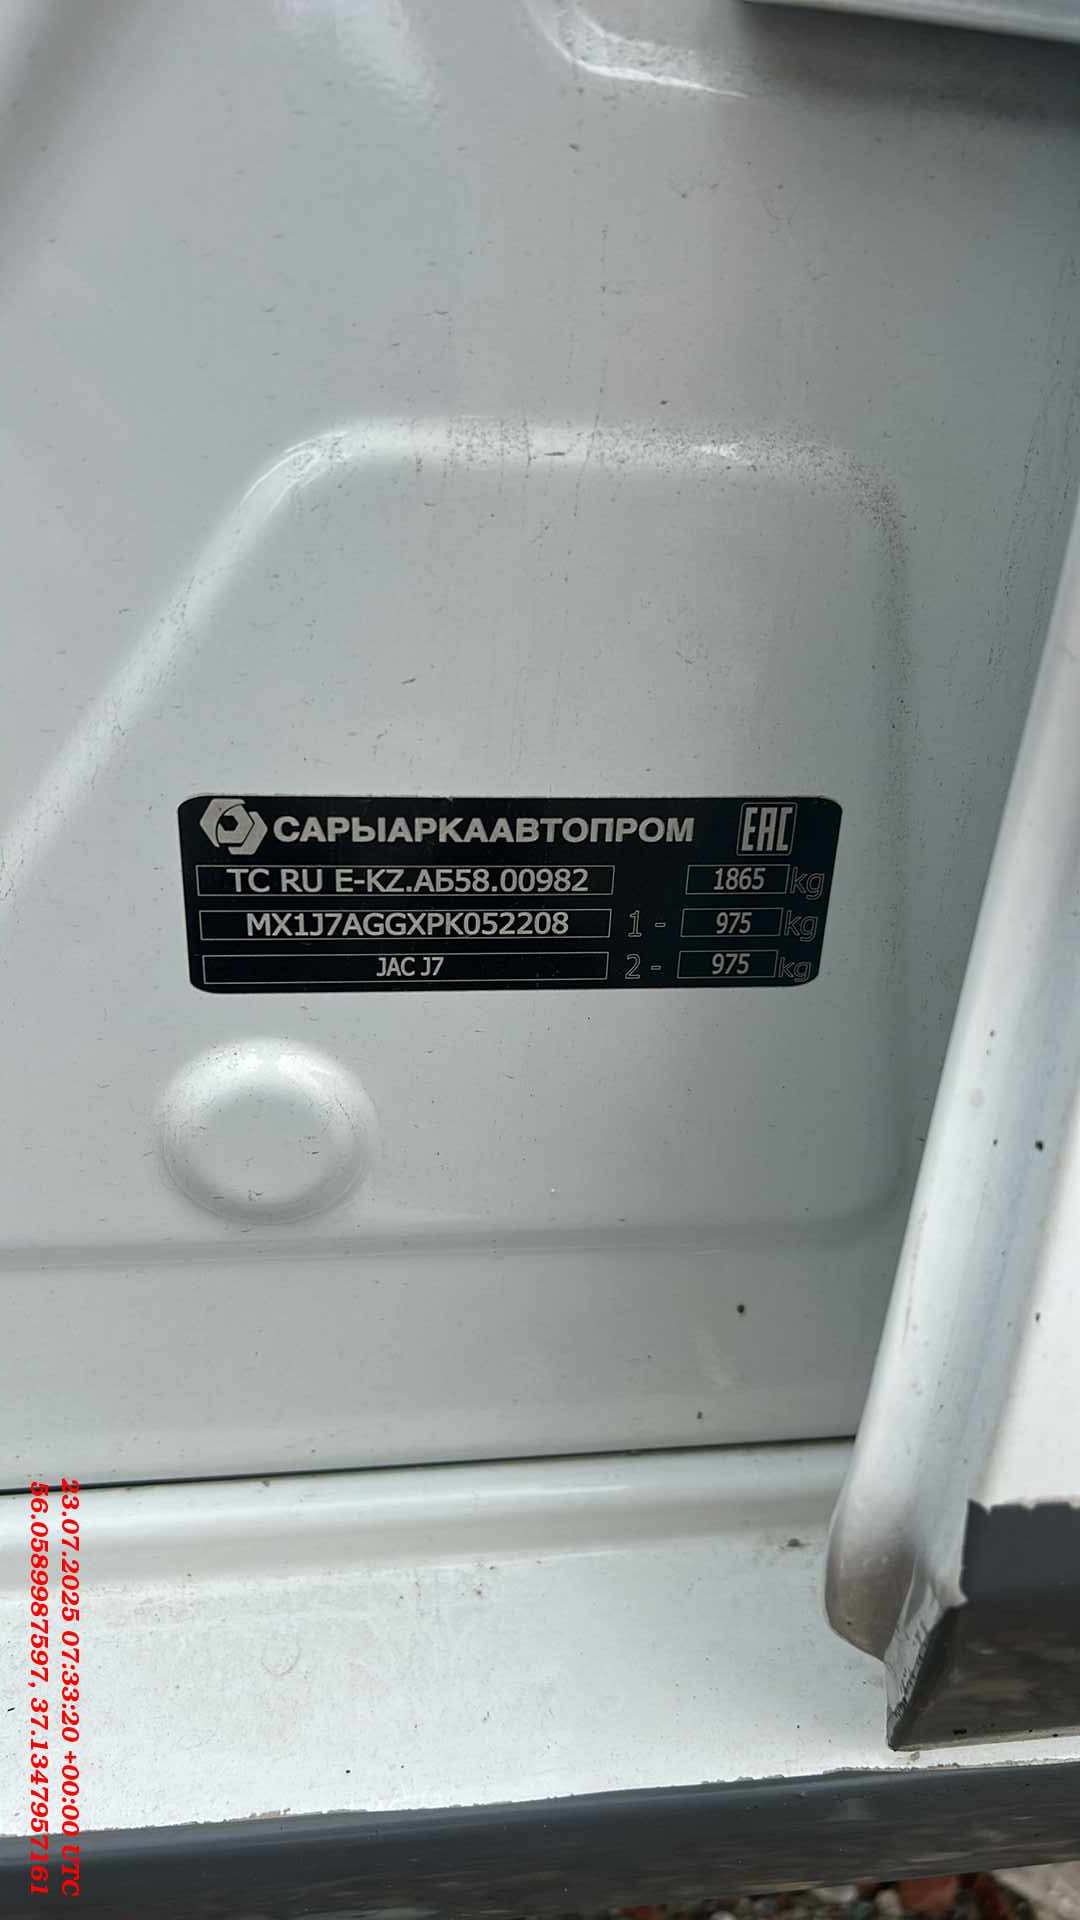 САРЫАРКААВТОПРОМ EAC
TC RU E-KZ.АБ58.00982 1865 kg
MX1J7AGGXPK052208 1 - 975 kg
JAC J7 2 - 975 kg
23.07.2025 07:33:20 +00:00 UTC
56.0589987597, 37.1347957161